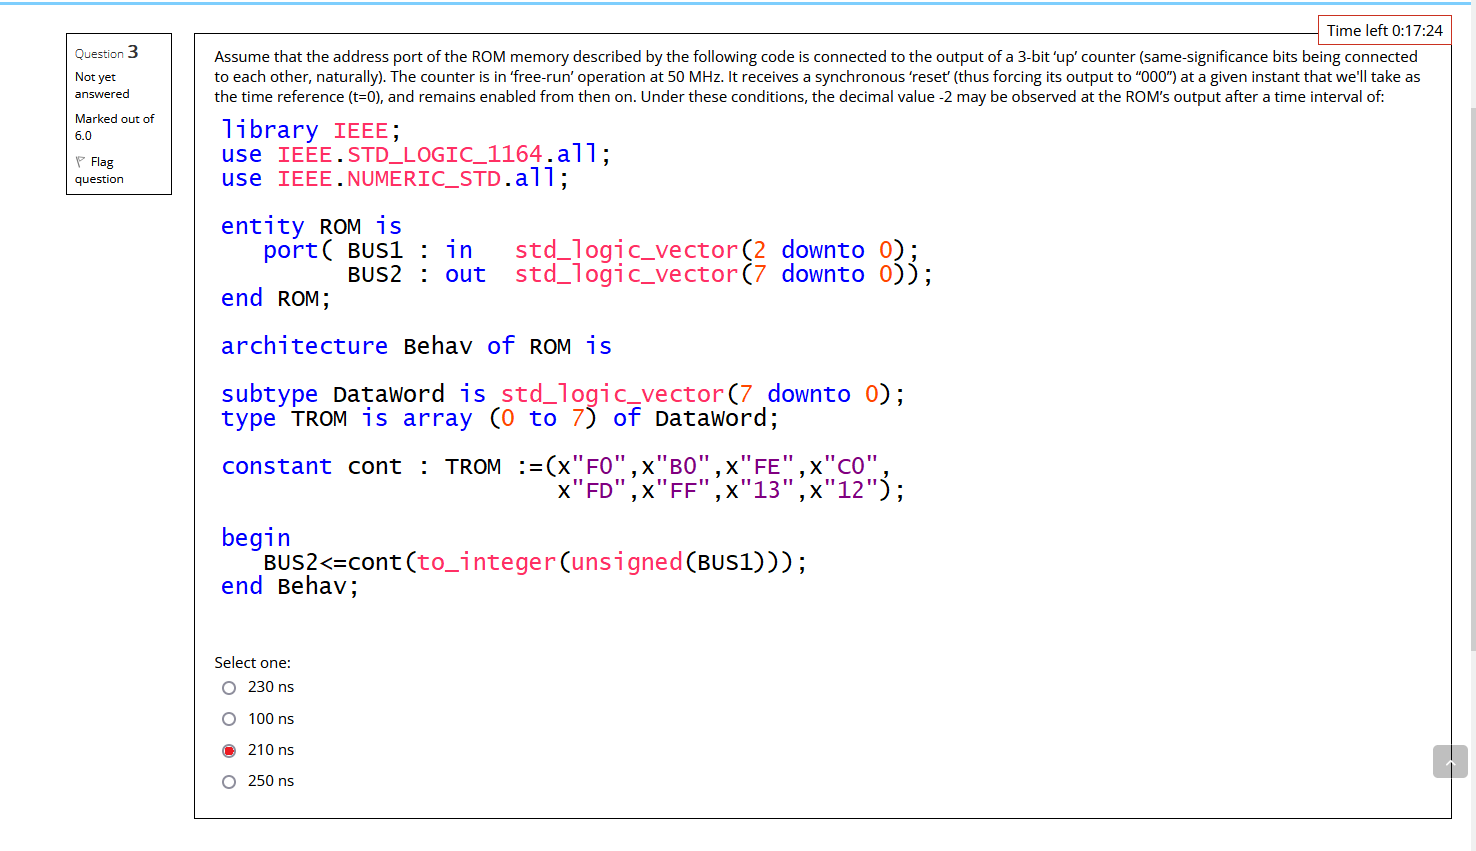 Time left 0:17:24
Question 3
Not yet
answered
Marked out of
6.0
Flag
question
Assume that the address port of the ROM memory described by the following code is connected to the output of a 3-bit ‘up’ counter (same-significance bits being connected
to each other, naturally). The counter is in ‘free-run’ operation at 50 MHz. It receives a synchronous ‘reset’ (thus forcing its output to “000”) at a given instant that we'll take as
the time reference (t=0), and remains enabled from then on. Under these conditions, the decimal value -2 may be observed at the ROM’s output after a time interval of:
library IEEE;
use IEEE.STD_LOGIC_1164.all;
use IEEE.NUMERIC_STD.all;
entity ROM is
port( BUS1 : in std_logic_vector(2 downto 0);
BUS2 : out std_logic_vector(7 downto 0));
end ROM;
architecture Behav of ROM is
subtype DataWord is std_logic_vector(7 downto 0);
type TROM is array (0 to 7) of DataWord;
constant cont : TROM :=(x"F0",x"B0",x"FE",x"C0",
x"FD",x"FF",x"13",x"12");
begin
BUS2<=cont(to_integer(unsigned(BUS1)));
end Behav;
Select one:
230 ns
100 ns
210 ns
250 ns